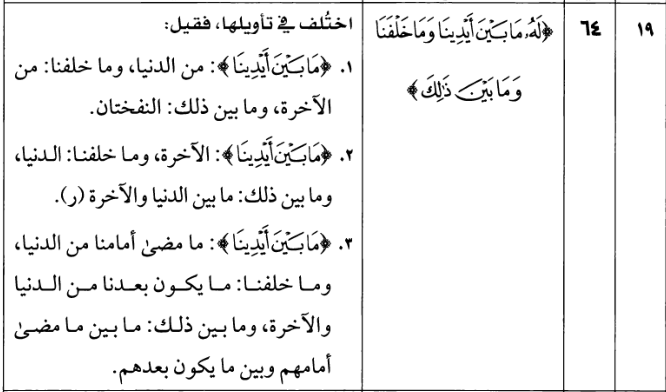 ١٩
٦٤
﴿لَهُۥ مَا بَيْنَ أَيْدِينَا وَمَا خَلْفَنَا
وَمَا بَيْنَ ذَٰلِكَ﴾
اختُلف في تأويلها، فقيل:
١. ﴿مَا بَيْنَ أَيْدِينَا﴾: من الدنيا، وما خلفنا: من
الآخرة، وما بين ذلك: النفختان.
٢. ﴿مَا بَيْنَ أَيْدِينَا﴾: الآخرة، وما خلفنا: الدنيا،
وما بين ذلك: ما بين الدنيا والآخرة (ر).
٣. ﴿مَا بَيْنَ أَيْدِينَا﴾: ما مضىٰ أمامنا من الدنيا،
وما خلفنا: ما يكون بعدنا من الدنيا
والآخرة، وما بين ذلك: ما بين ما مضىٰ
أمامهم وبين ما يكون بعدهم.